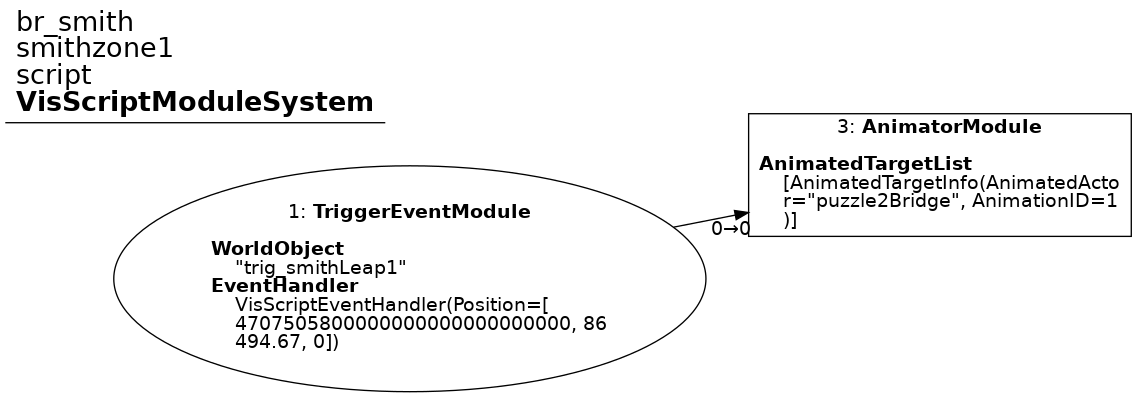 br_smith
smithzone1
script
VisScriptModuleSystem
1: TriggerEventModule
WorldObject
"trig_smithLeap1"
EventHandler
VisScriptEventHandler(Position=[
4707505800000000000000000000, 86
494.67, 0])
0→0
3: AnimatorModule
AnimatedTargetList
[AnimatedTargetInfo(AnimatedActo
r="puzzle2Bridge", AnimationID=1
)]